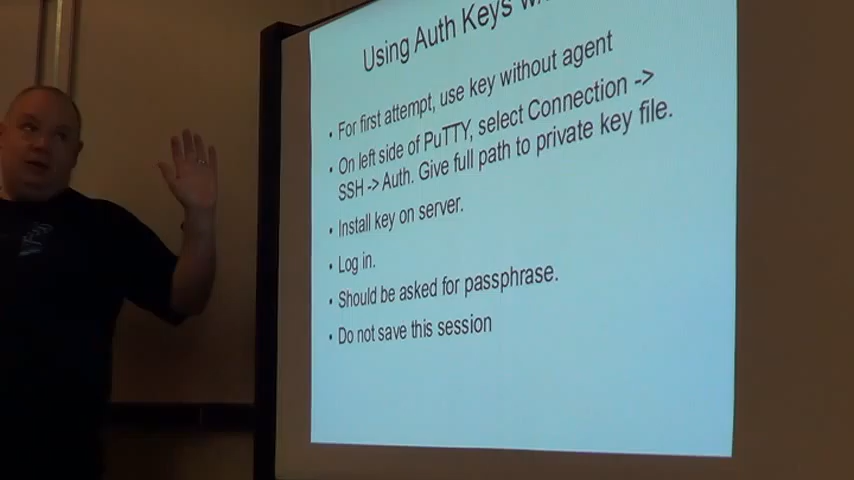 Using Auth Keys
• For first attempt, use key without agent
• On left side of PuTTY, select Connection ->
SSH -> Auth. Give full path to private key file.
• Install key on server.
• Log in.
• Should be asked for passphrase.
• Do not save this session